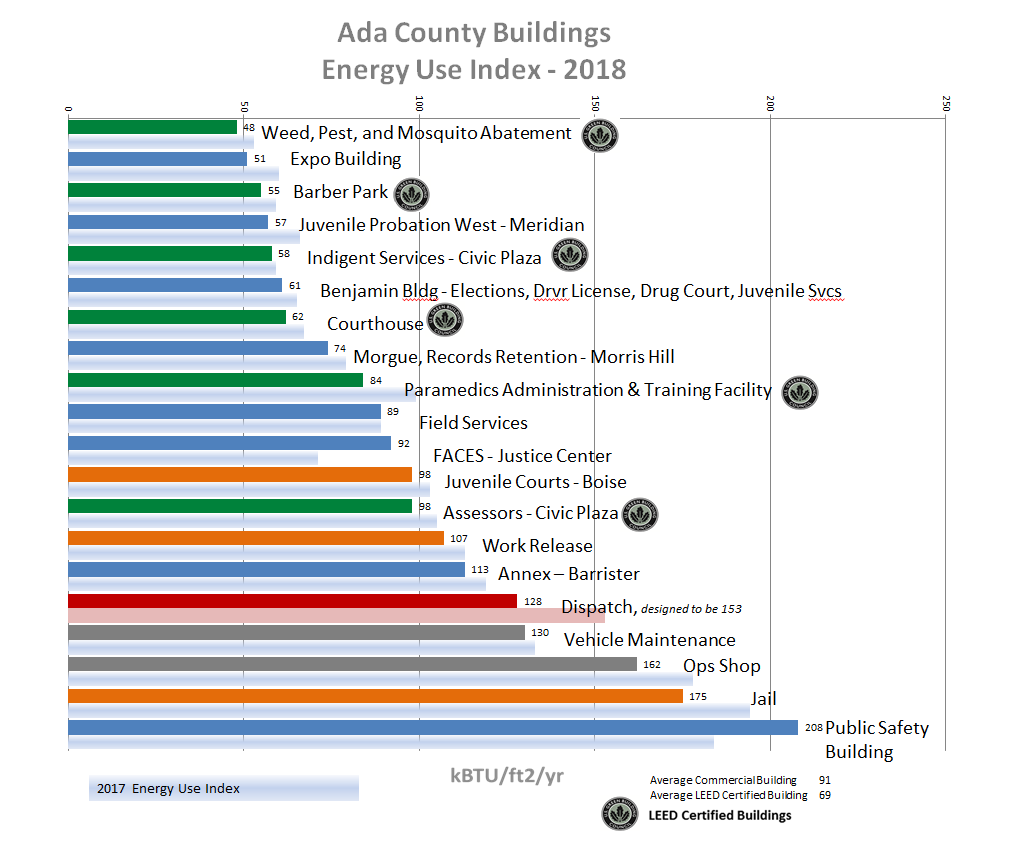 Ada County Buildings
Energy Use Index - 2018
0 50 100 150 200 250
48 Weed, Pest, and Mosquito Abatement
51 Expo Building
55 Barber Park
57 Juvenile Probation West - Meridian
58 Indigent Services - Civic Plaza
61 Benjamin Bldg - Elections, Drvr License, Drug Court, Juvenile Svcs
62 Courthouse
74 Morgue, Records Retention - Morris Hill
84 Paramedics Administration & Training Facility
89 Field Services
92 FACES - Justice Center
98 Juvenile Courts - Boise
98 Assessors - Civic Plaza
107 Work Release
113 Annex – Barrister
128 Dispatch, designed to be 153
130 Vehicle Maintenance
162 Ops Shop
175 Jail
208 Public Safety
Building
kBTU/ft2/yr
2017 Energy Use Index
Average Commercial Building 91
Average LEED Certified Building 69
LEED Certified Buildings